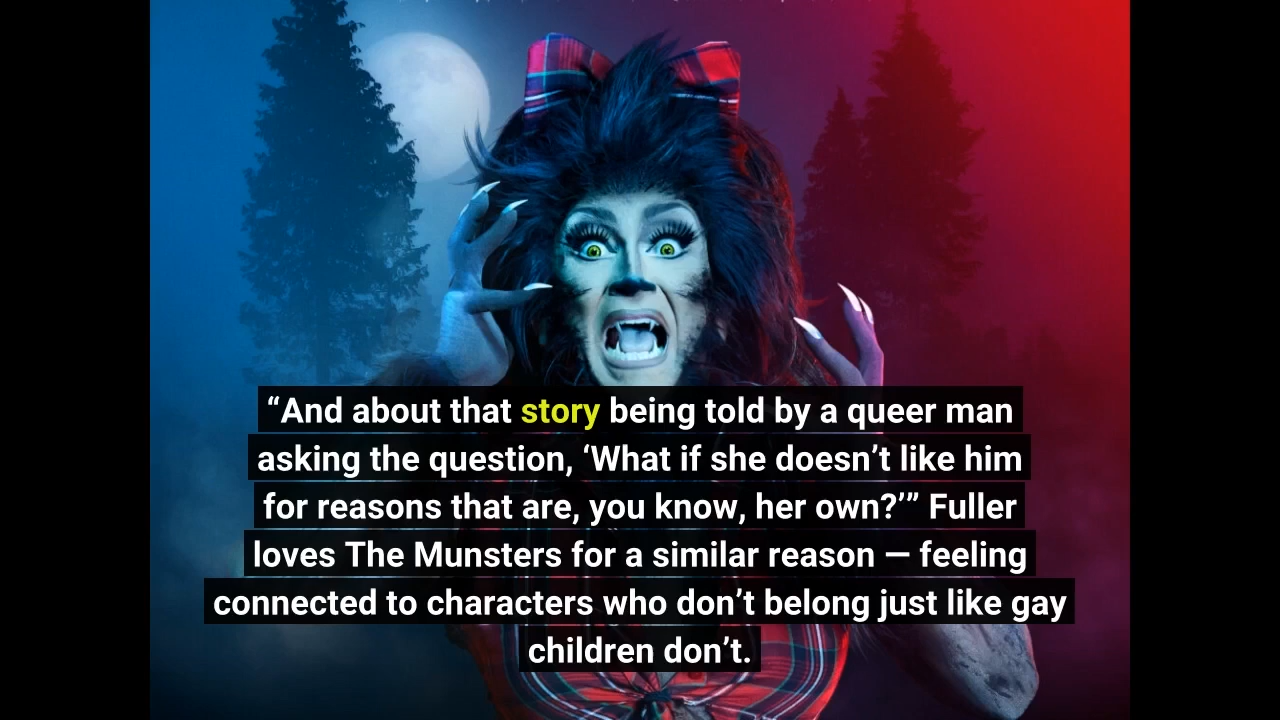 “And about that story being told by a queer man
asking the question, ‘What if she doesn’t like him
for reasons that are, you know, her own?’” Fuller
loves The Munsters for a similar reason — feeling
connected to characters who don’t belong just like gay
children don’t.